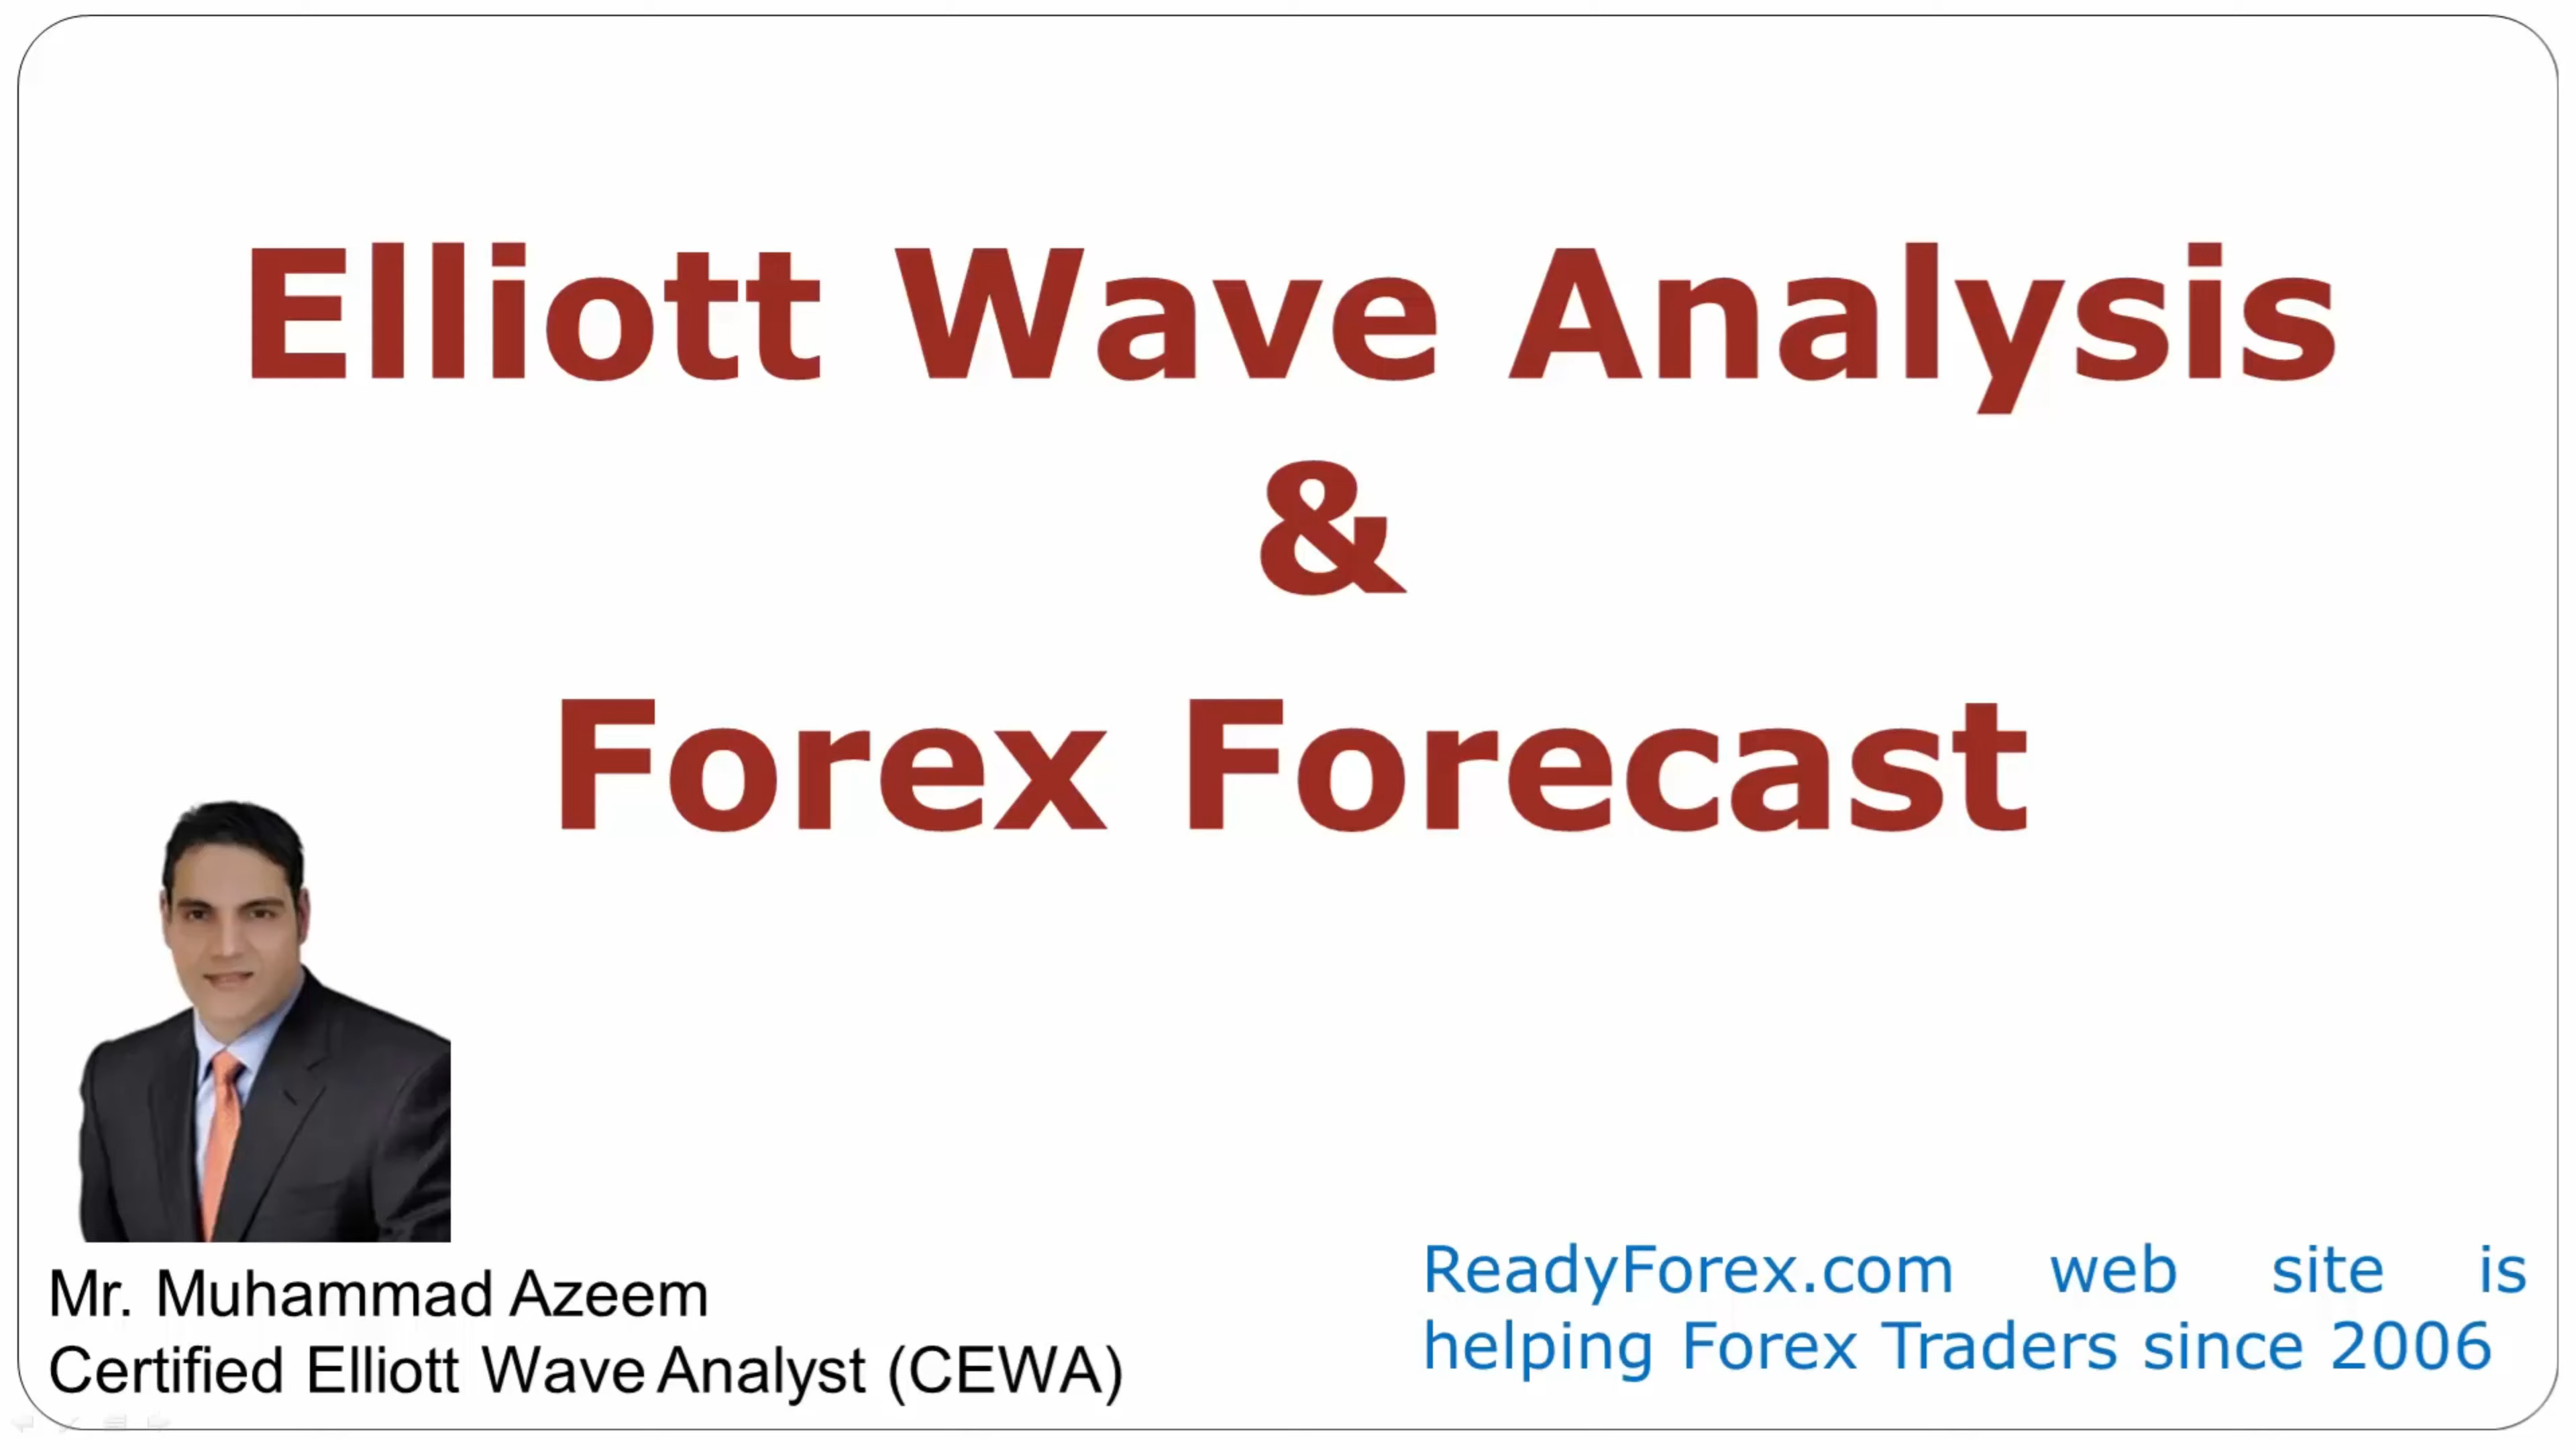 Elliott Wave Analysis
&
Forex Forecast
Mr. Muhammad Azeem
Certified Elliott Wave Analyst (CEWA)
ReadyForex.com web site is
helping Forex Traders since 2006